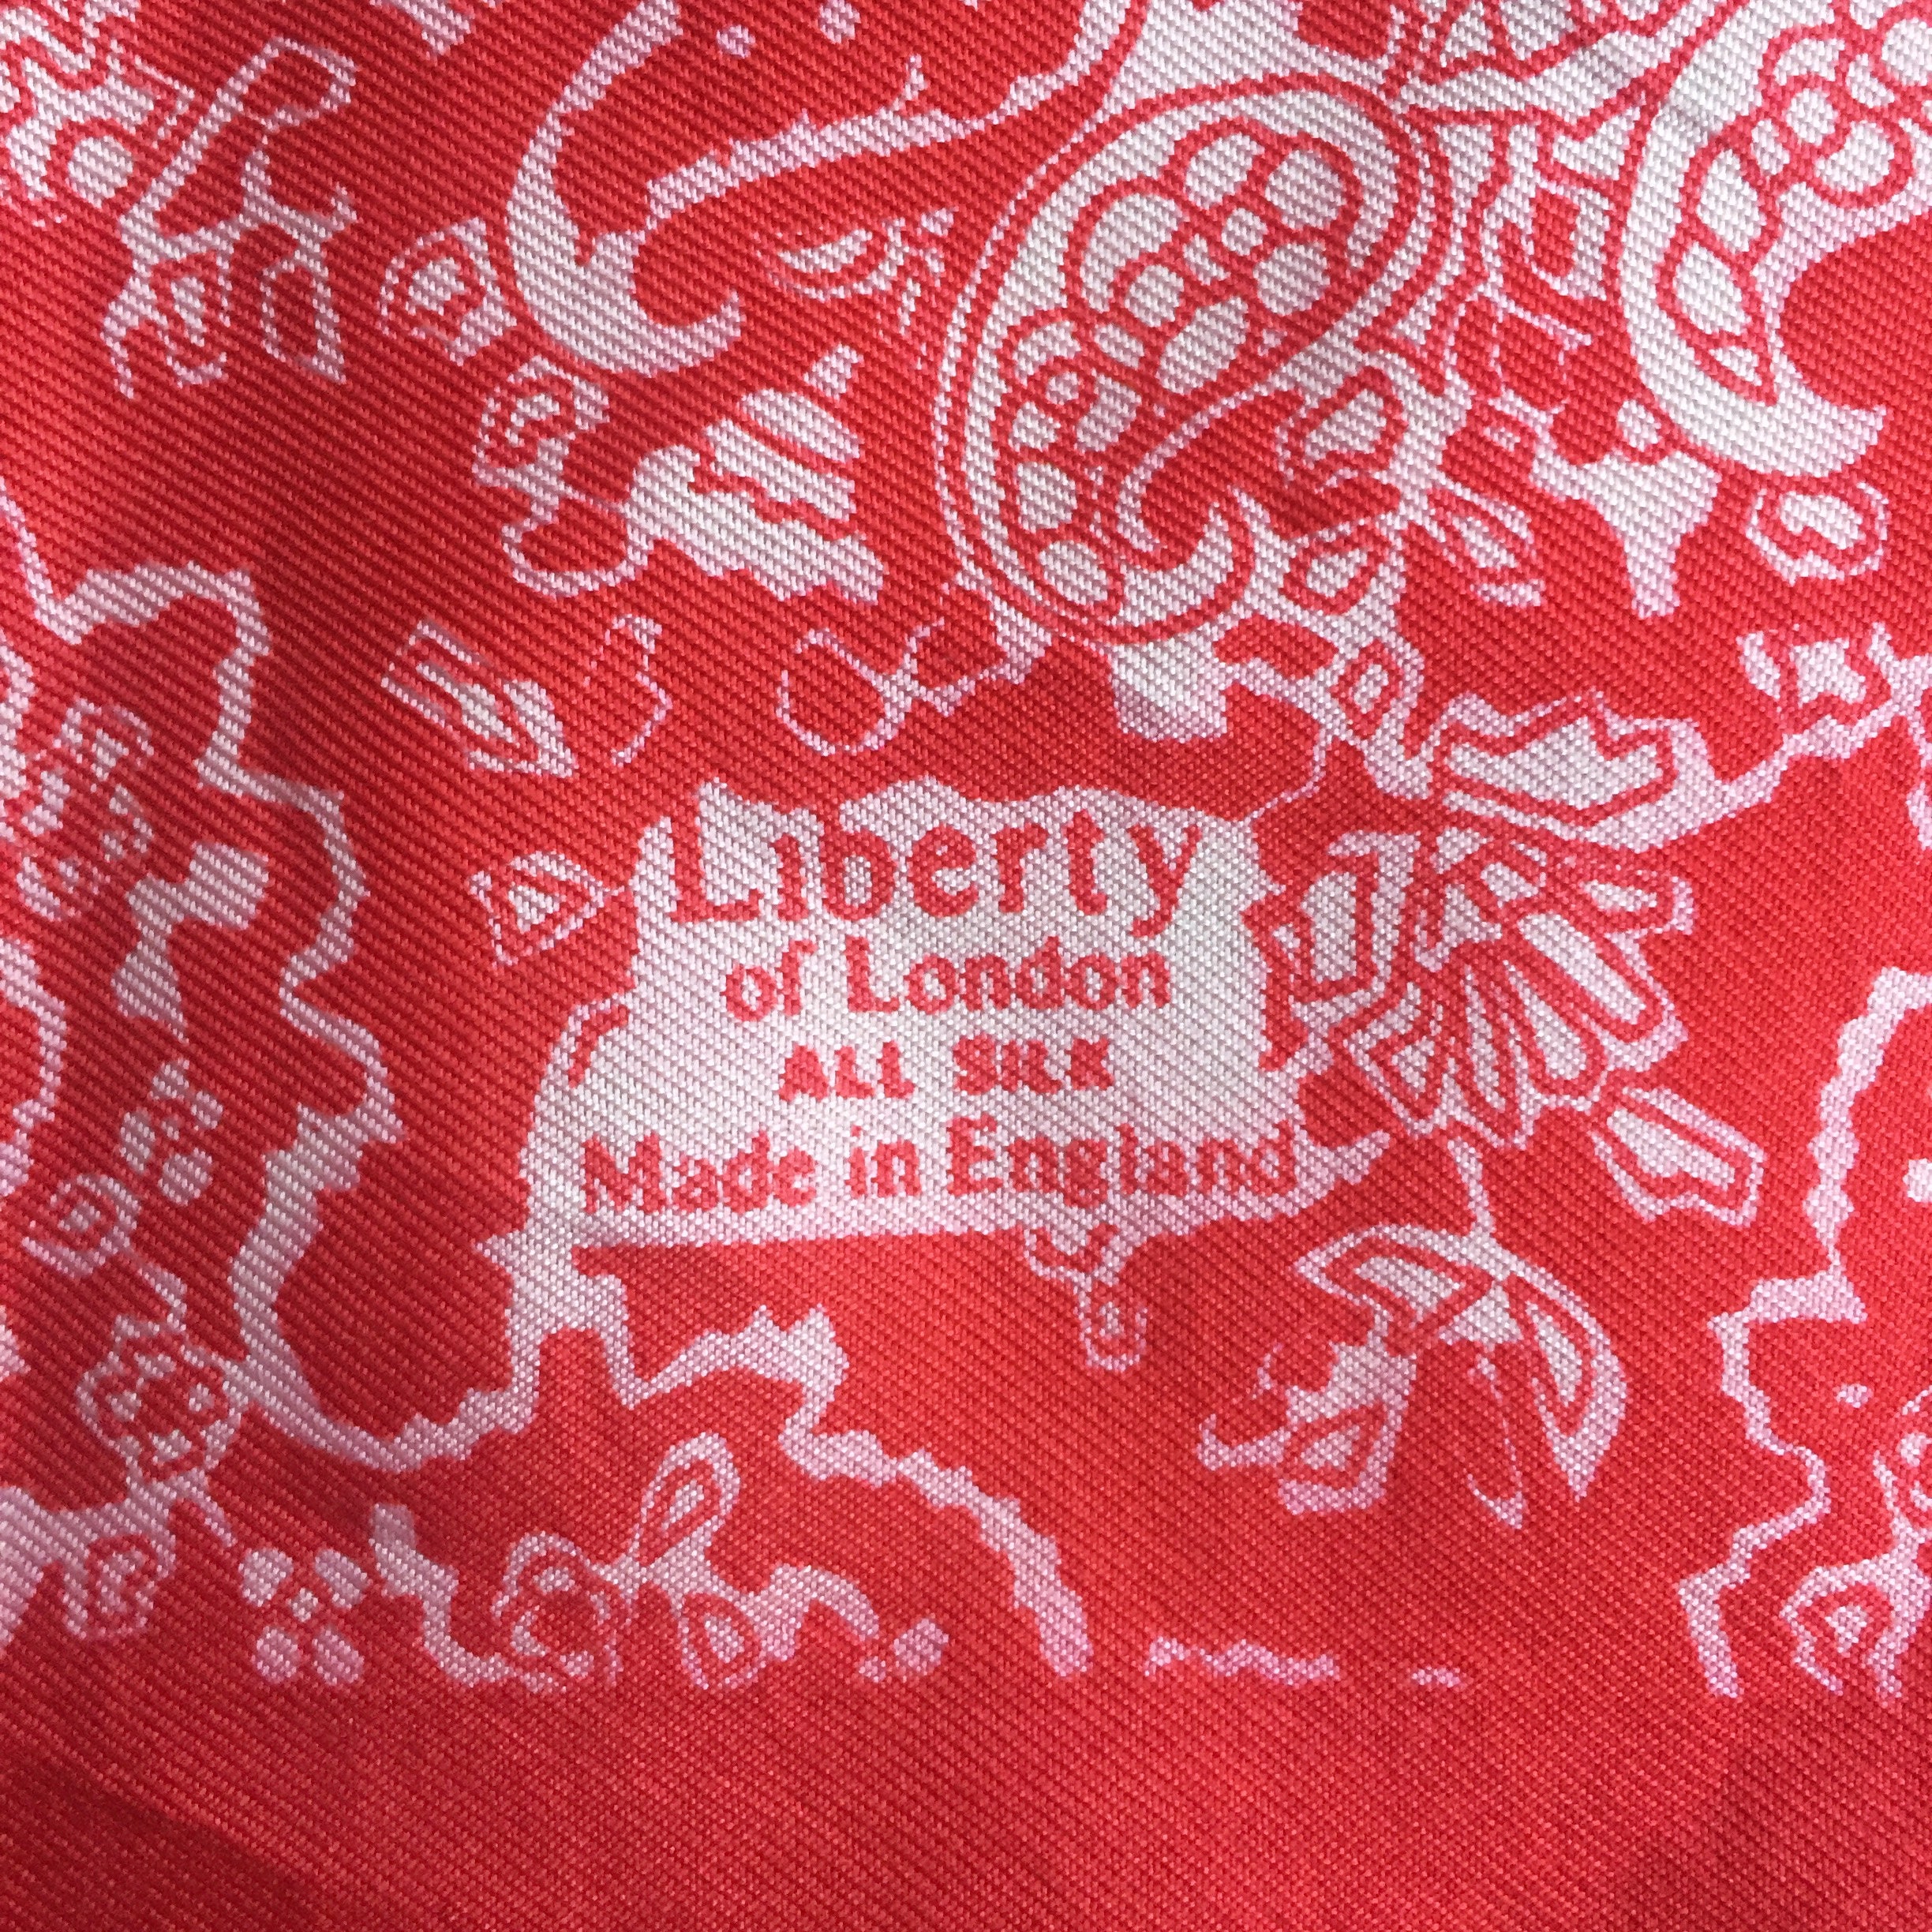 Liberty
of London
ALL SILK
Made in England